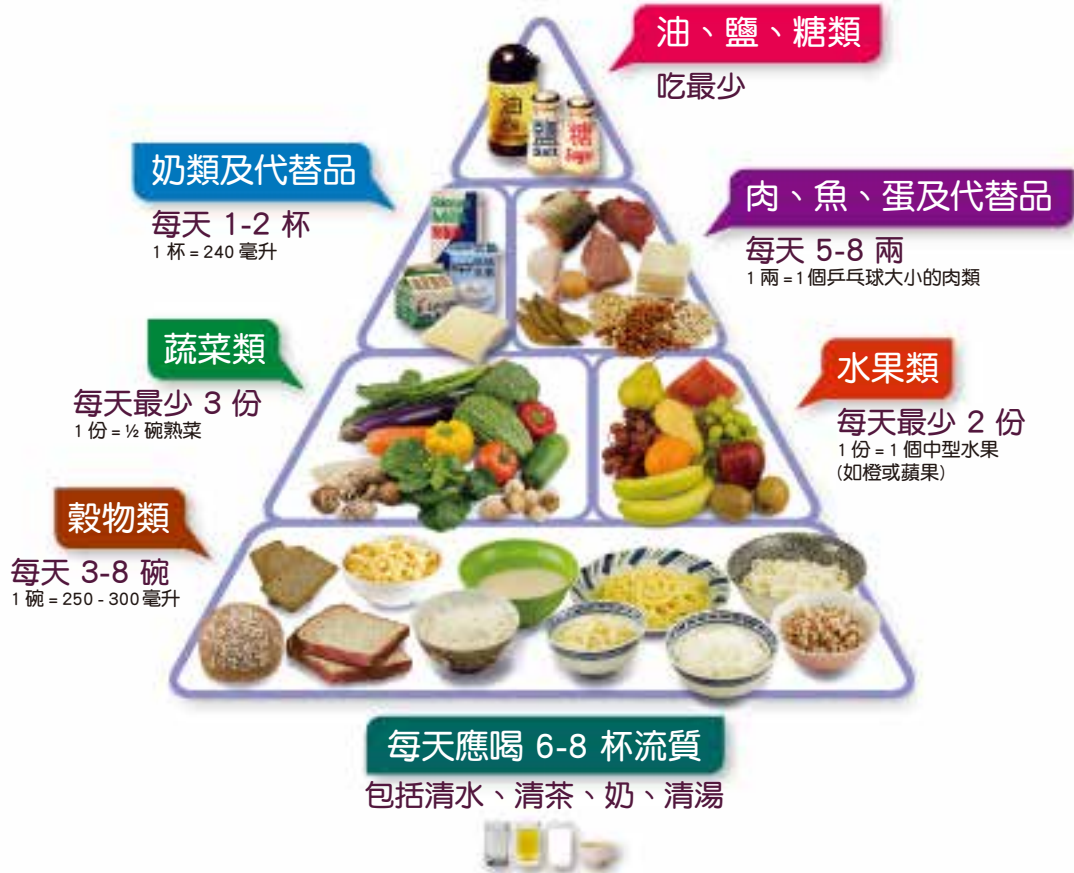 油、鹽、糖類
吃最少
油
鹽
Salt
糖
Sugar
奶類及代替品
每天 1-2 杯
1 杯 = 240 毫升
肉、魚、蛋及代替品
每天 5-8 兩
1 兩 =1個乒乓球大小的肉類
蔬菜類
每天最少 3 份
1 份 = ½ 碗熟菜
水果類
每天最少 2 份
1 份 = 1 個中型水果
(如橙或蘋果)
穀物類
每天 3-8 碗
1 碗 = 250 - 300 毫升
每天應喝 6-8 杯流質
包括清水、清茶、奶、清湯